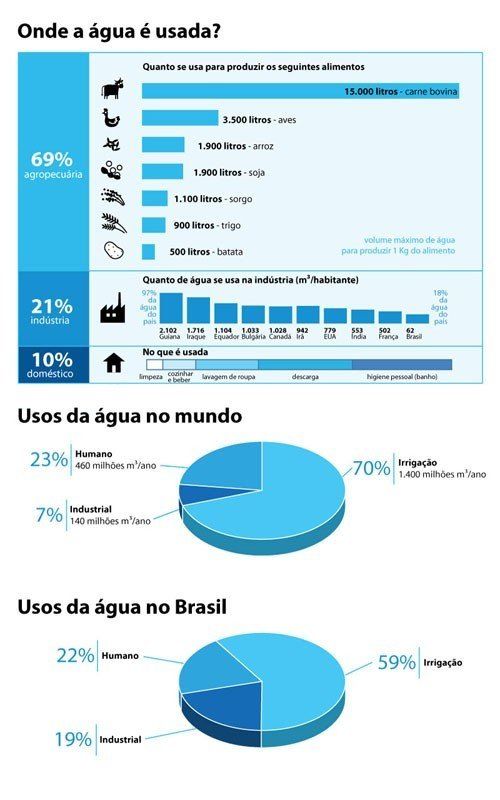 Onde a água é usada?
69%
agropecuária
Quanto se usa para produzir os seguintes alimentos
15.000 litros - carne bovina
3.500 litros - aves
1.900 litros - arroz
1.900 litros - soja
1.100 litros - sorgo
900 litros - trigo
500 litros - batata
volume máximo de água
para produzir 1 Kg do alimento
21%
indústria
Quanto de água se usa na indústria (m³/habitante)
97%
da
água
do
país
18%
da
água
do
país
2.102 1.716 1.104 1.033 1.028 942 779 553 502 62
Guiana Iraque Equador Bulgária Canadá Irã EUA Índia França Brasil
10%
doméstico
No que é usada
limpeza
cozinhar
e beber
lavagem de roupa
descarga
higiene pessoal (banho)
Usos da água no mundo
23%
Humano
460 milhões m³/ano
7%
Industrial
140 milhões m³/ano
70%
Irrigação
1.400 milhões m³/ano
Usos da água no Brasil
22%
Humano
19%
Industrial
59%
Irrigação